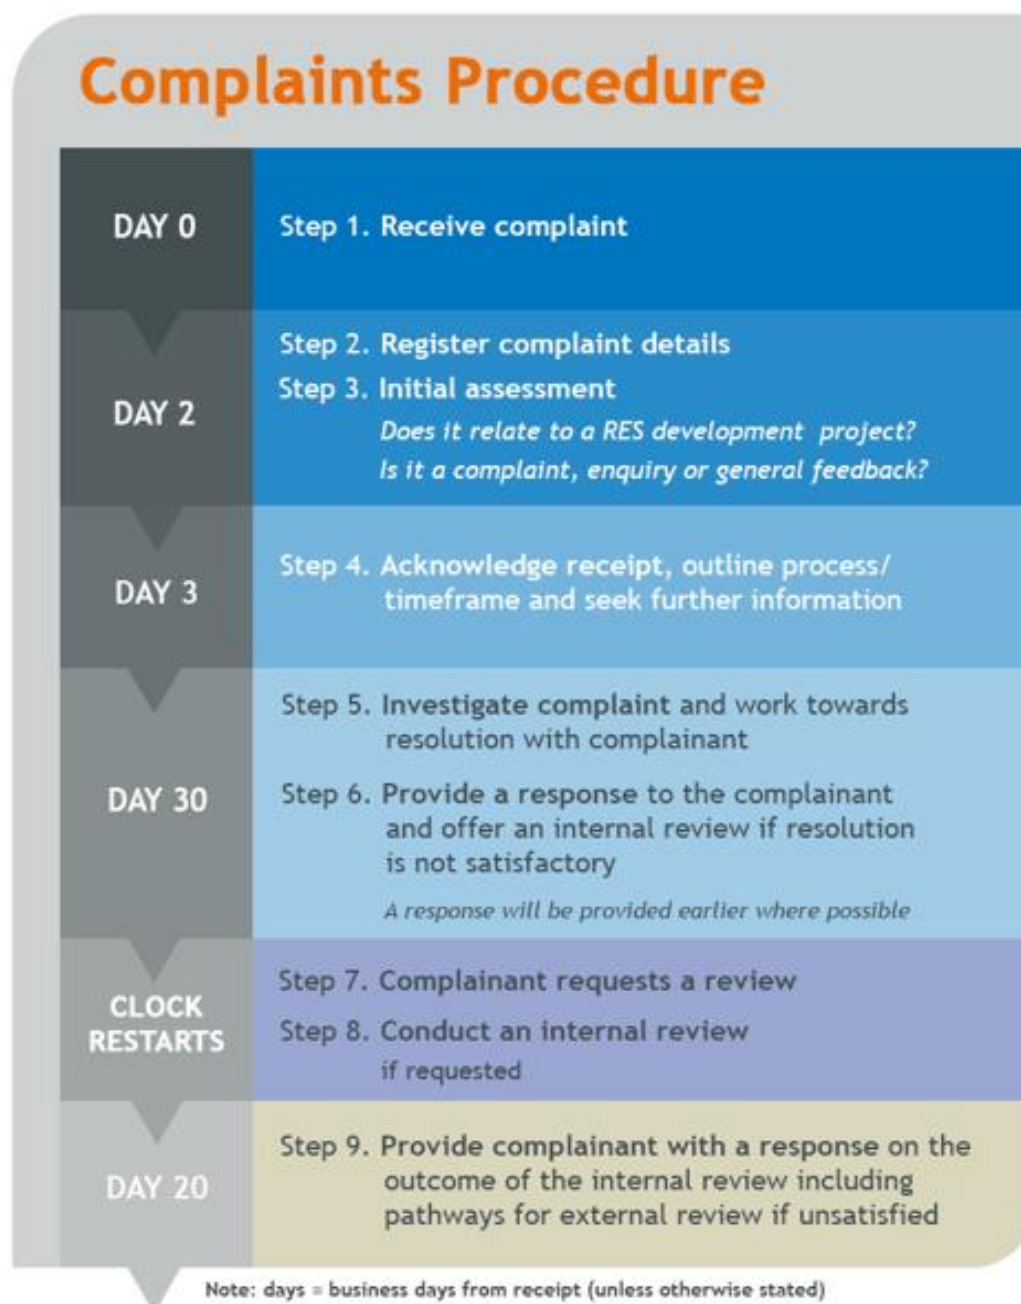 Complaints Procedure
DAY 0
Step 1. Receive complaint
DAY 2
Step 2. Register complaint details
Step 3. Initial assessment
Does it relate to a RES development project?
Is it a complaint, enquiry or general feedback?
DAY 3
Step 4. Acknowledge receipt, outline process/
timeframe and seek further information
DAY 30
Step 5. Investigate complaint and work towards
resolution with complainant
Step 6. Provide a response to the complainant
and offer an internal review if resolution
is not satisfactory
A response will be provided earlier where possible
CLOCK
RESTARTS
Step 7. Complainant requests a review
Step 8. Conduct an internal review
if requested
DAY 20
Step 9. Provide complainant with a response on the
outcome of the internal review including
pathways for external review if unsatisfied
Note: days = business days from receipt (unless otherwise stated)